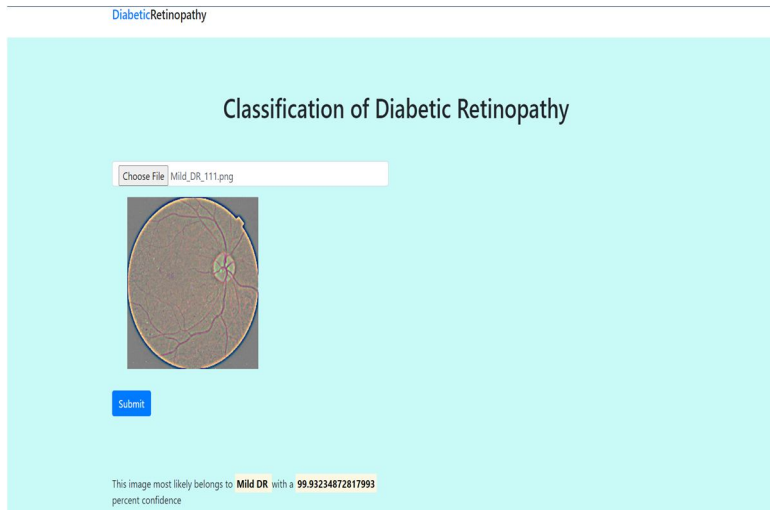 DiabeticRetinopathy
Classification of Diabetic Retinopathy
Choose File Mild_DR_111.png
Submit
This image most likely belongs to Mild DR with a 99.93234872817993
percent confidence